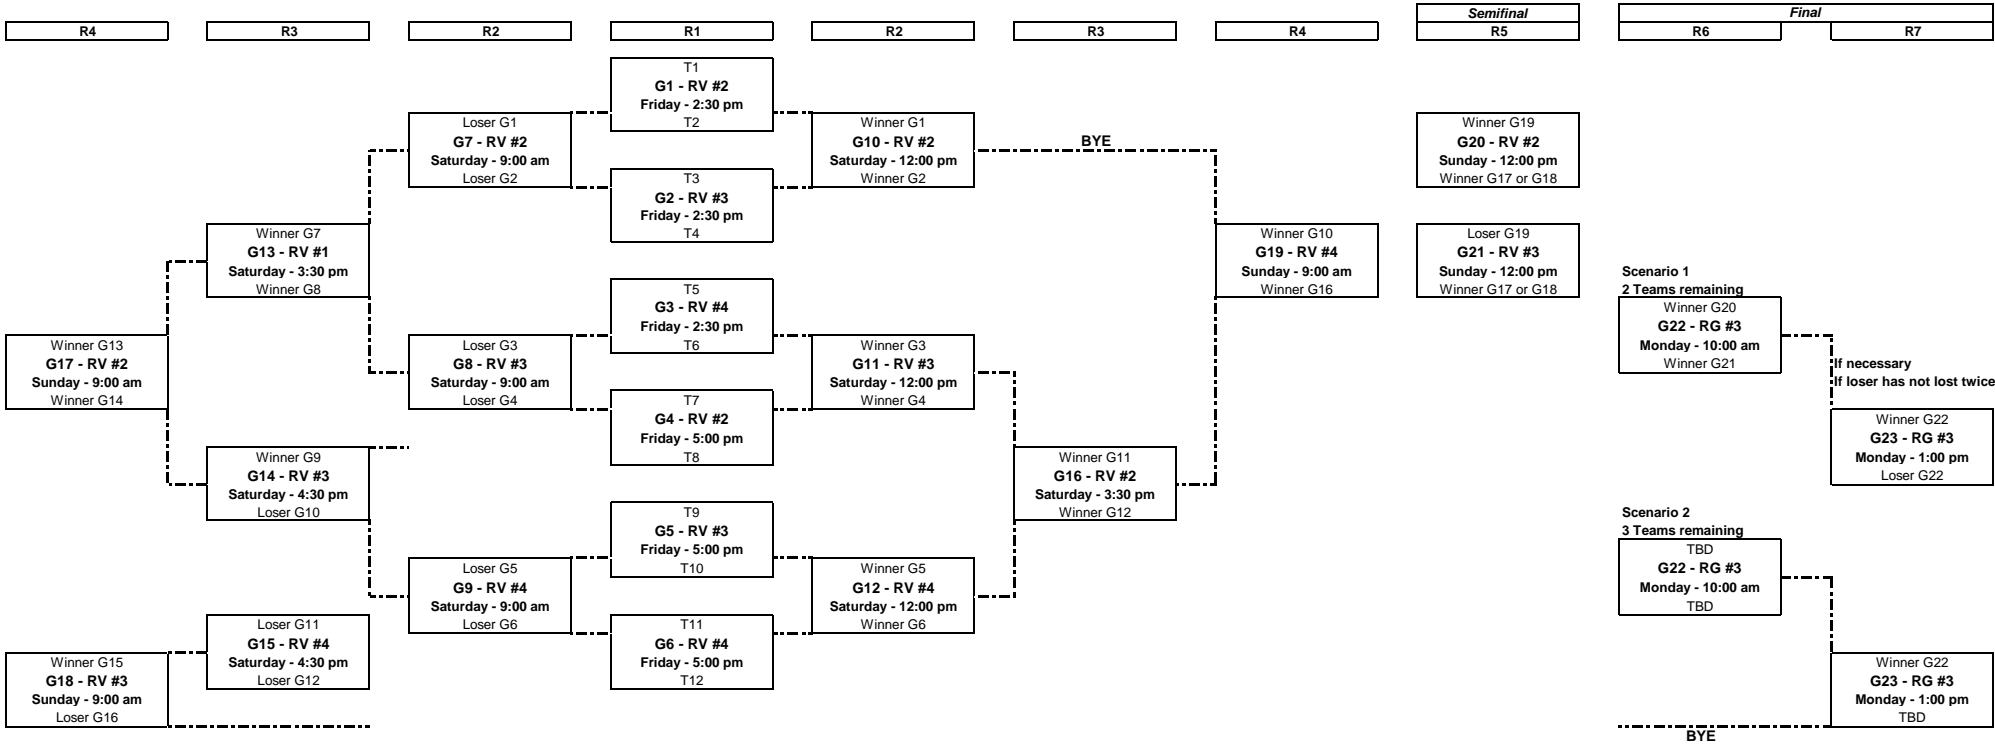 Semifinal
Final
R4
R3
R2
R1
R2
R3
R4
R5
R6
R7
T1
G1 - RV #2
Friday - 2:30 pm
T2
Loser G1
G7 - RV #2
Saturday - 9:00 am
Loser G2
Winner G1
G10 - RV #2
Saturday - 12:00 pm
Winner G2
BYE
Winner G19
G20 - RV #2
Sunday - 12:00 pm
Winner G17 or G18
T3
G2 - RV #3
Friday - 2:30 pm
T4
Winner G7
G13 - RV #1
Saturday - 3:30 pm
Winner G8
Winner G10
G19 - RV #4
Sunday - 9:00 am
Winner G16
Loser G19
G21 - RV #3
Sunday - 12:00 pm
Winner G17 or G18
T5
G3 - RV #4
Friday - 2:30 pm
T6
Scenario 1
2 Teams remaining
Winner G20
G22 - RG #3
Monday - 10:00 am
Winner G21
Winner G13
G17 - RV #2
Sunday - 9:00 am
Winner G14
Loser G3
G8 - RV #3
Saturday - 9:00 am
Loser G4
Winner G3
G11 - RV #3
Saturday - 12:00 pm
Winner G4
If necessary
If loser has not lost twice
T7
G4 - RV #2
Friday - 5:00 pm
T8
Winner G22
G23 - RG #3
Monday - 1:00 pm
Loser G22
Winner G9
G14 - RV #3
Saturday - 4:30 pm
Loser G10
Winner G11
G16 - RV #2
Saturday - 3:30 pm
Winner G12
T9
G5 - RV #3
Friday - 5:00 pm
T10
Scenario 2
3 Teams remaining
TBD
G22 - RG #3
Monday - 10:00 am
TBD
Loser G5
G9 - RV #4
Saturday - 9:00 am
Loser G6
Winner G5
G12 - RV #4
Saturday - 12:00 pm
Winner G6
Loser G11
G15 - RV #4
Saturday - 4:30 pm
Loser G12
T11
G6 - RV #4
Friday - 5:00 pm
T12
Winner G15
G18 - RV #3
Sunday - 9:00 am
Loser G16
Winner G22
G23 - RG #3
Monday - 1:00 pm
TBD
BYE